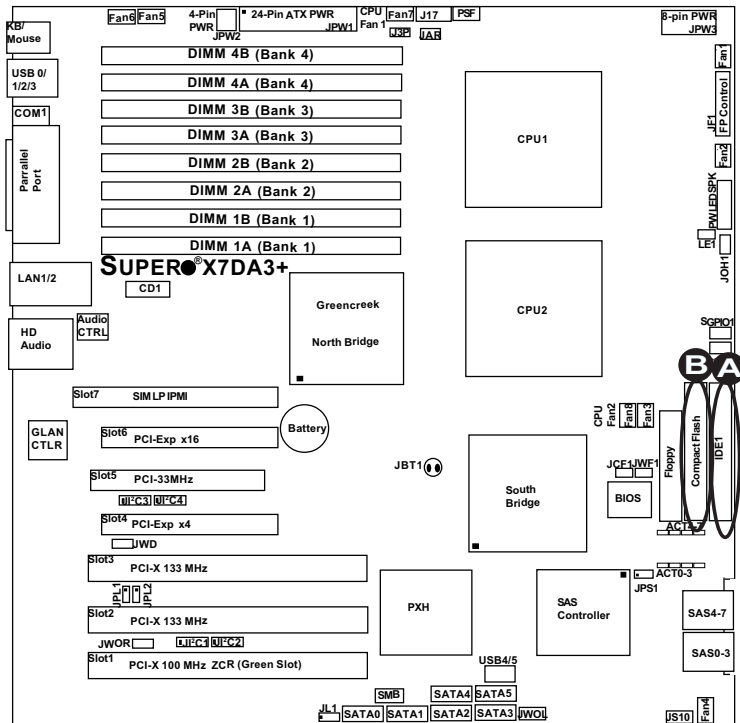 Fan6 Fan5
4-Pin PWR
JPW2
24-Pin ATX PWR
JPW1
CPU Fan 1
Fan7
J17
PSF
J3P
JAR
8-pin PWR
JPW3
KB/ Mouse
USB 0/ 1/2/3
COM1
Parrallel Port
LAN1/2
HD Audio
Audio CTRL
GLAN CTLR
DIMM 4B (Bank 4)
DIMM 4A (Bank 4)
DIMM 3B (Bank 3)
DIMM 3A (Bank 3)
DIMM 2B (Bank 2)
DIMM 2A (Bank 2)
DIMM 1B (Bank 1)
DIMM 1A (Bank 1)
SUPER®X7DA3+
CD1
CPU1
CPU2
Fan1
JF1
FP Control
Fan2
PWLEDSPK
LE1
JOH1
SGPIO1
B A
Greencreek
North Bridge
Slot7 SIMLP IPMI
Slot6 PCI-Exp x16
Battery
Slot5 PCI-33MHz
JI²C3 JI²C4
Slot4 PCI-Exp x4
JWD
Slot3 PCI-X 133 MHz
JPL1 JPL2
Slot2 PCI-X 133 MHz
JWOR JI²C1 JI²C2
Slot1 PCI-X 100 MHz ZCR (Green Slot)
JBT1
South Bridge
CPU Fan2
Fan8
Fan3
JCF1 JWF1
BIOS
Floppy
Compact Flash
IDE1
ACT4-7
ACT0-3
JPS1
PXH
SAS Controller
SAS4-7
SAS0-3
USB4/5
SMB
SATA4 SATA5
JL1 SATA0 SATA1 SATA2 SATA3 JWOL
JS10
Fan4